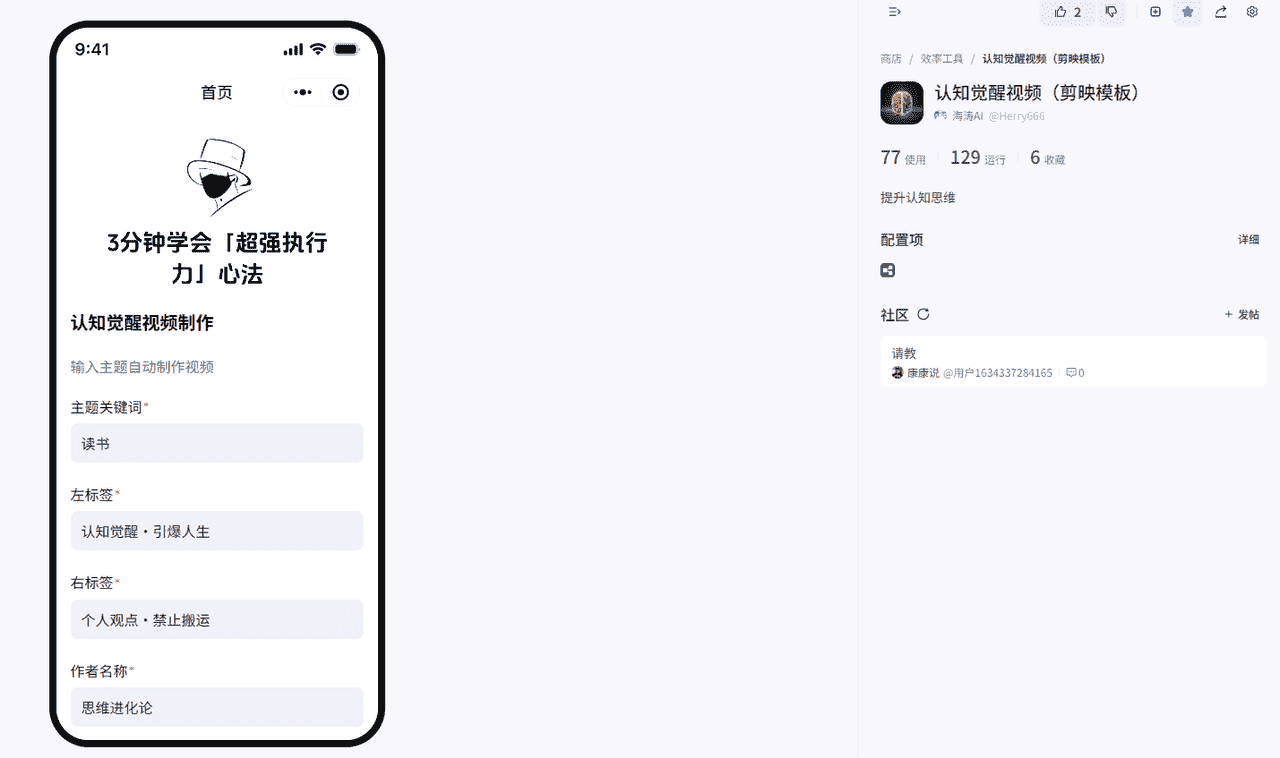 9:41
首页
3分钟学会「超强执行
力」心法
认知觉醒视频制作
输入主题自动制作视频
主题关键词*
读书
左标签*
认知觉醒·引爆人生
右标签*
个人观点·禁止搬运
作者名称*
思维进化论
2
商店 / 效率工具 / 认知觉醒视频（剪映模板）
认知觉醒视频（剪映模板）
海涛AI @Herry666
77 使用 129 运行 6 收藏
提升认知思维
配置项 详细
社区 + 发帖
请教
康康说 @用户1634337284165 0